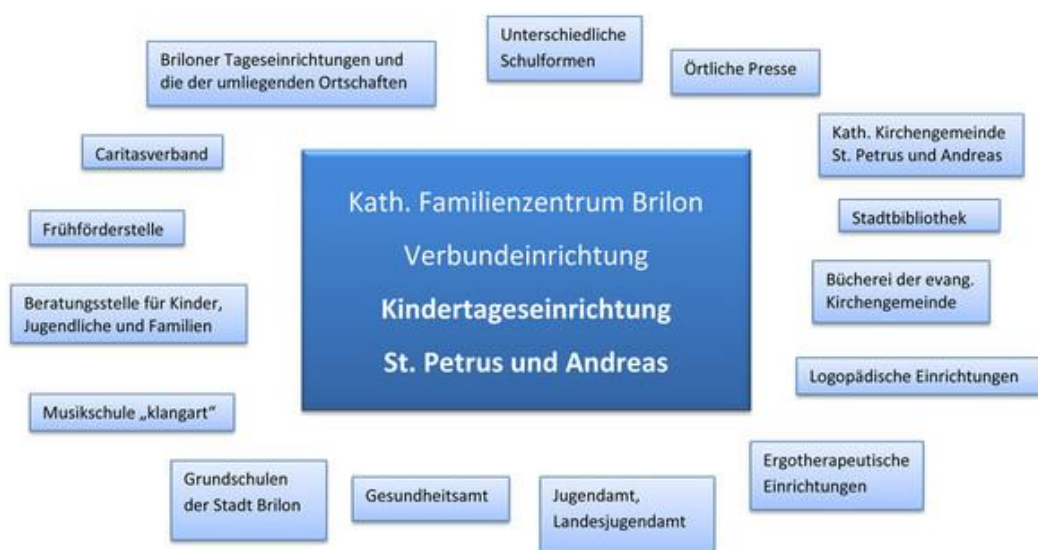 Unterschiedliche
Schulformen
Briloner Tageseinrichtungen und
die der umliegenden Ortschaften
Örtliche Presse
Kath. Kirchengemeinde
St. Petrus und Andreas
Caritasverband
Kath. Familienzentrum Brilon
Verbundeinrichtung
Kindertageseinrichtung
St. Petrus und Andreas
Stadtbibliothek
Frühförderstelle
Bücherei der evang.
Kirchengemeinde
Beratungsstelle für Kinder,
Jugendliche und Familien
Logopädische Einrichtungen
Musikschule „klangart“
Ergotherapeutische
Einrichtungen
Grundschulen
der Stadt Brilon
Gesundheitsamt
Jugendamt,
Landesjugendamt